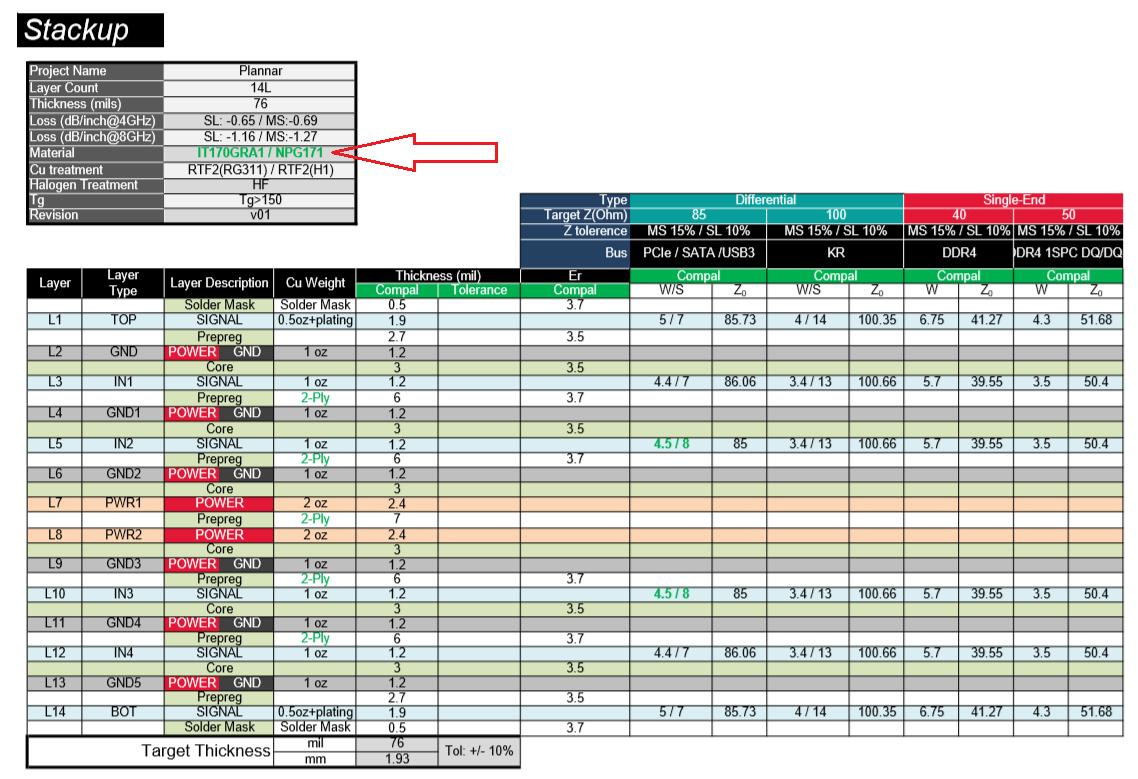 Stackup
Project Name Plannar
Layer Count 14L
Thickness (mils) 76
Loss (dB/inch@4GHz) SL: -0.65 / MS:-0.69
Loss (dB/inch@8GHz) SL: -1.16 / MS:-1.27
Material IT170GRA1 / NPG171
Cu treatment RTF2(RG311) / RTF2(H1)
Halogen Treatment HF
Tg Tg>150
Revision v01
Type Differential Single-End
Target Z(Ohm) 85 100 40 50
Z tolerence MS 15% / SL 10% MS 15% / SL 10% MS 15% / SL 10% MS 15% / SL 10%
Bus PCIe / SATA /USB3 KR DDR4 DDR4 1SPC DQ/DQ
Layer Layer Type Layer Description Cu Weight Thickness (mil) Er Compal Compal Compal Compal
Compal Tolerance Compal W/S Z0 W/S Z0 W Z0 W Z0
Solder Mask Solder Mask 0.5 3.7
L1 TOP SIGNAL 0.5oz+plating 1.9 5 / 7 85.73 4 / 14 100.35 6.75 41.27 4.3 51.68
Prepreg 2.7 3.5
L2 GND POWER GND 1 oz 1.2
Core 3 3.5
L3 IN1 SIGNAL 1 oz 1.2 4.4 / 7 86.06 3.4 / 13 100.66 5.7 39.55 3.5 50.4
Prepreg 2-Ply 6 3.7
L4 GND1 POWER GND 1 oz 1.2
Core 3 3.5
L5 IN2 SIGNAL 1 oz 1.2 4.5 / 8 85 3.4 / 13 100.66 5.7 39.55 3.5 50.4
Prepreg 2-Ply 6 3.7
L6 GND2 POWER GND 1 oz 1.2
Core 3
L7 PWR1 POWER 2 oz 2.4
Prepreg 2-Ply 7
L8 PWR2 POWER 2 oz 2.4
Core 3
L9 GND3 POWER GND 1 oz 1.2
Prepreg 2-Ply 6 3.7
L10 IN3 SIGNAL 1 oz 1.2 4.5 / 8 85 3.4 / 13 100.66 5.7 39.55 3.5 50.4
Core 3 3.5
L11 GND4 POWER GND 1 oz 1.2
Prepreg 2-Ply 6 3.7
L12 IN4 SIGNAL 1 oz 1.2 4.4 / 7 86.06 3.4 / 13 100.66 5.7 39.55 3.5 50.4
Core 3 3.5
L13 GND5 POWER GND 1 oz 1.2
Prepreg 2.7 3.5
L14 BOT SIGNAL 0.5oz+plating 1.9 5 / 7 85.73 4 / 14 100.35 6.75 41.27 4.3 51.68
Solder Mask Solder Mask 0.5 3.7
Target Thickness mil 76 Tol: +/- 10%
mm 1.93